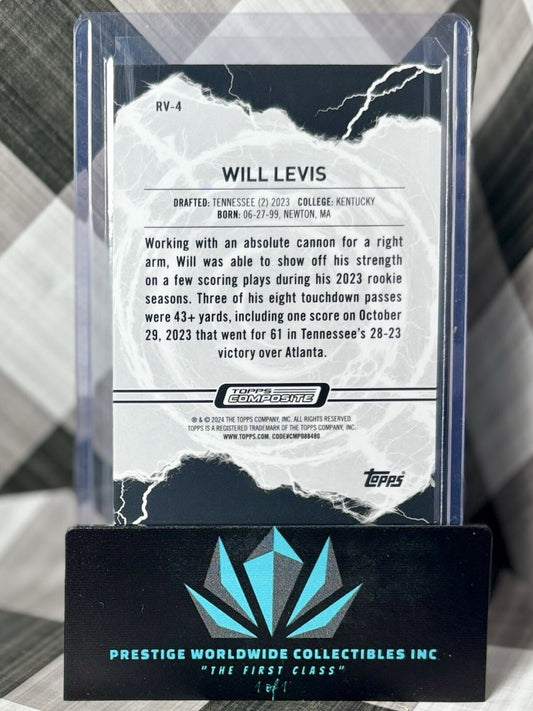 RV-4
WILL LEVIS
DRAFTED: TENNESSEE (2) 2023 COLLEGE: KENTUCKY
BORN: 06-27-99, NEWTON, MA
Working with an absolute cannon for a right
arm, Will was able to show off his strength
on a few scoring plays during his 2023 rookie
seasons. Three of his eight touchdown passes
were 43+ yards, including one score on October
29, 2023 that went for 61 in Tennessee's 28-23
victory over Atlanta.
TOPPS
COMPOSITE
® & © 2024 THE TOPPS COMPANY, INC. ALL RIGHTS RESERVED.
TOPPS IS A REGISTERED TRADEMARK OF THE TOPPS COMPANY, INC.
WWW.TOPPS.COM. CODE#CMP088480
topps®
PRESTIGE WORLDWIDE COLLECTIBLES INC
"THE FIRST CLASS"
1 of 1